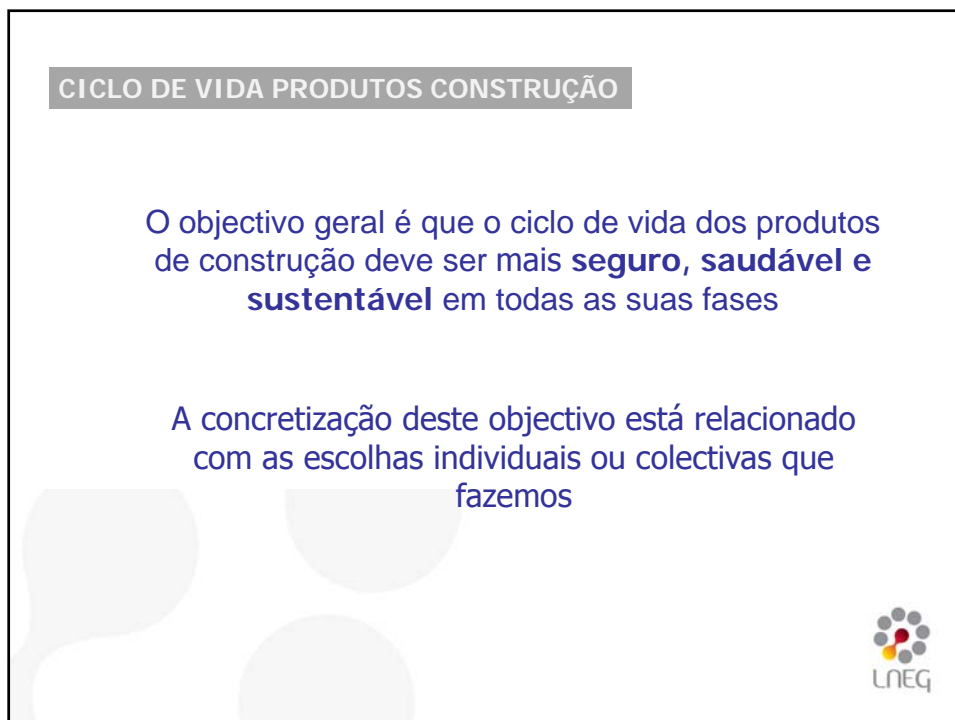 CICLO DE VIDA PRODUTOS CONSTRUÇÃO
O objectivo geral é que o ciclo de vida dos produtos
de construção deve ser mais seguro, saudável e
sustentável em todas as suas fases
A concretização deste objectivo está relacionado
com as escolhas individuais ou colectivas que
fazemos
LNEG